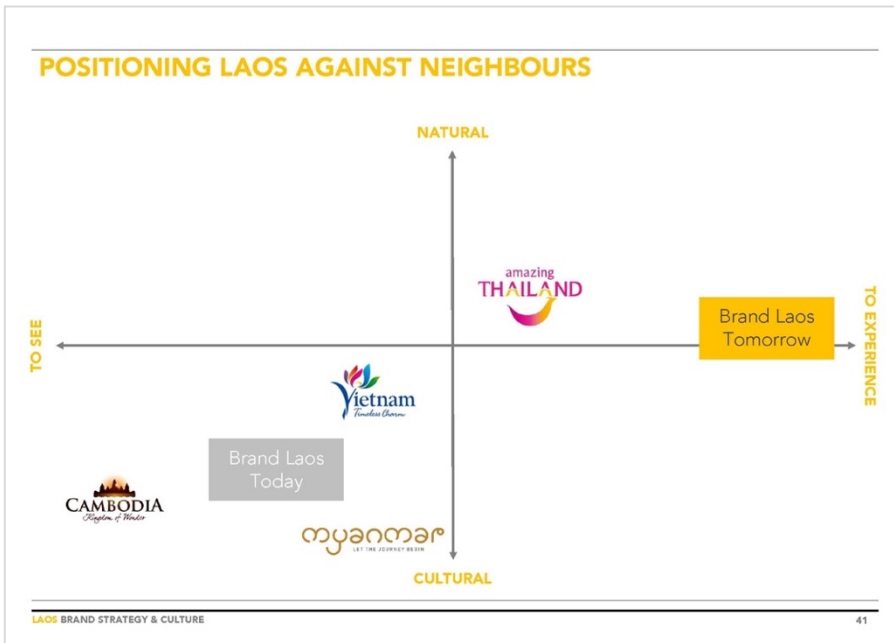 POSITIONING LAOS AGAINST NEIGHBOURS
NATURAL
amazing
THAILAND
TO SEE
Brand Laos
Tomorrow
TO EXPERIENCE
Vietnam
Timeless Charm
Brand Laos
Today
CAMBODIA
Kingdom of Wonder
myanmar
LET THE JOURNEY BEGIN
CULTURAL
LAOS BRAND STRATEGY & CULTURE
41